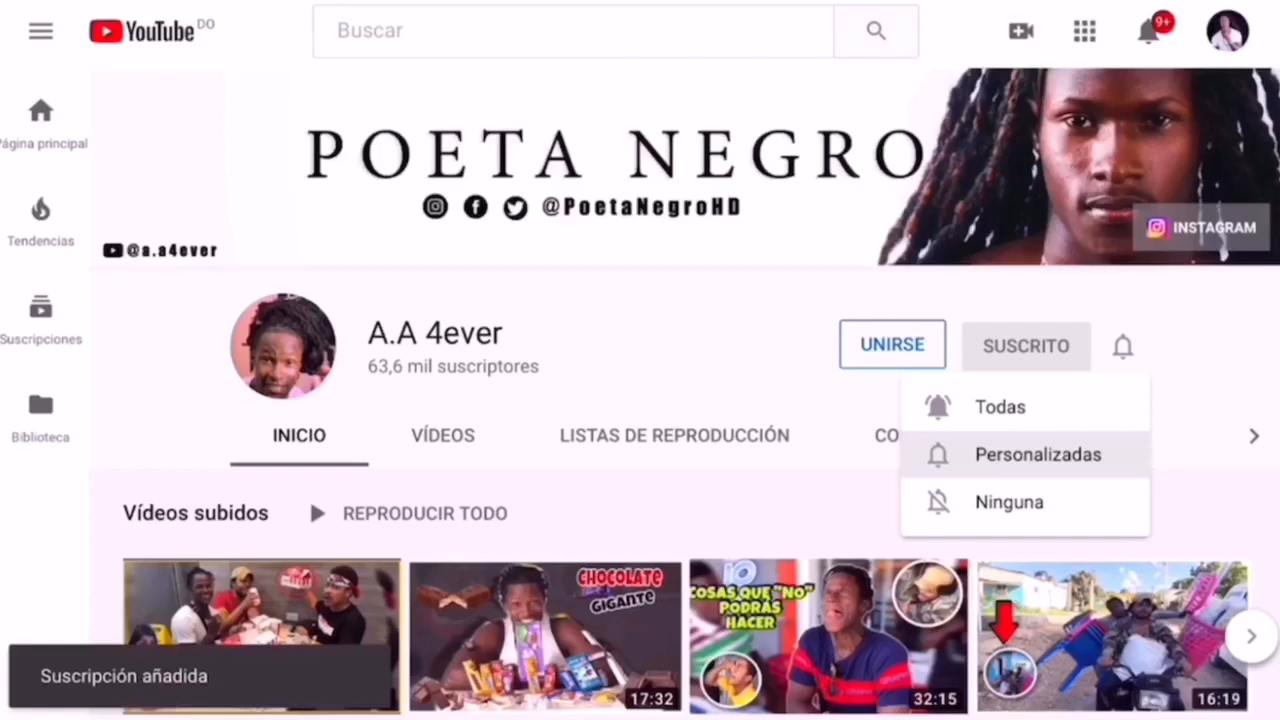 YouTube DO
Buscar
9+
Página principal
Tendencias
Suscripciones
Biblioteca
POETA NEGRO
@PoetaNegroHD
@a.a4ever
INSTAGRAM
A.A 4ever
63,6 mil suscriptores
UNIRSE
SUSCRITO
Todas
Personalizadas
Ninguna
INICIO
VÍDEOS
LISTAS DE REPRODUCCIÓN
CO
Vídeos subidos
REPRODUCIR TODO
CHOCOLATE
GIGANTE
17:32
10
COSAS QUE "NO"
PODRÁS
HACER
32:15
16:19
Suscripción añadida